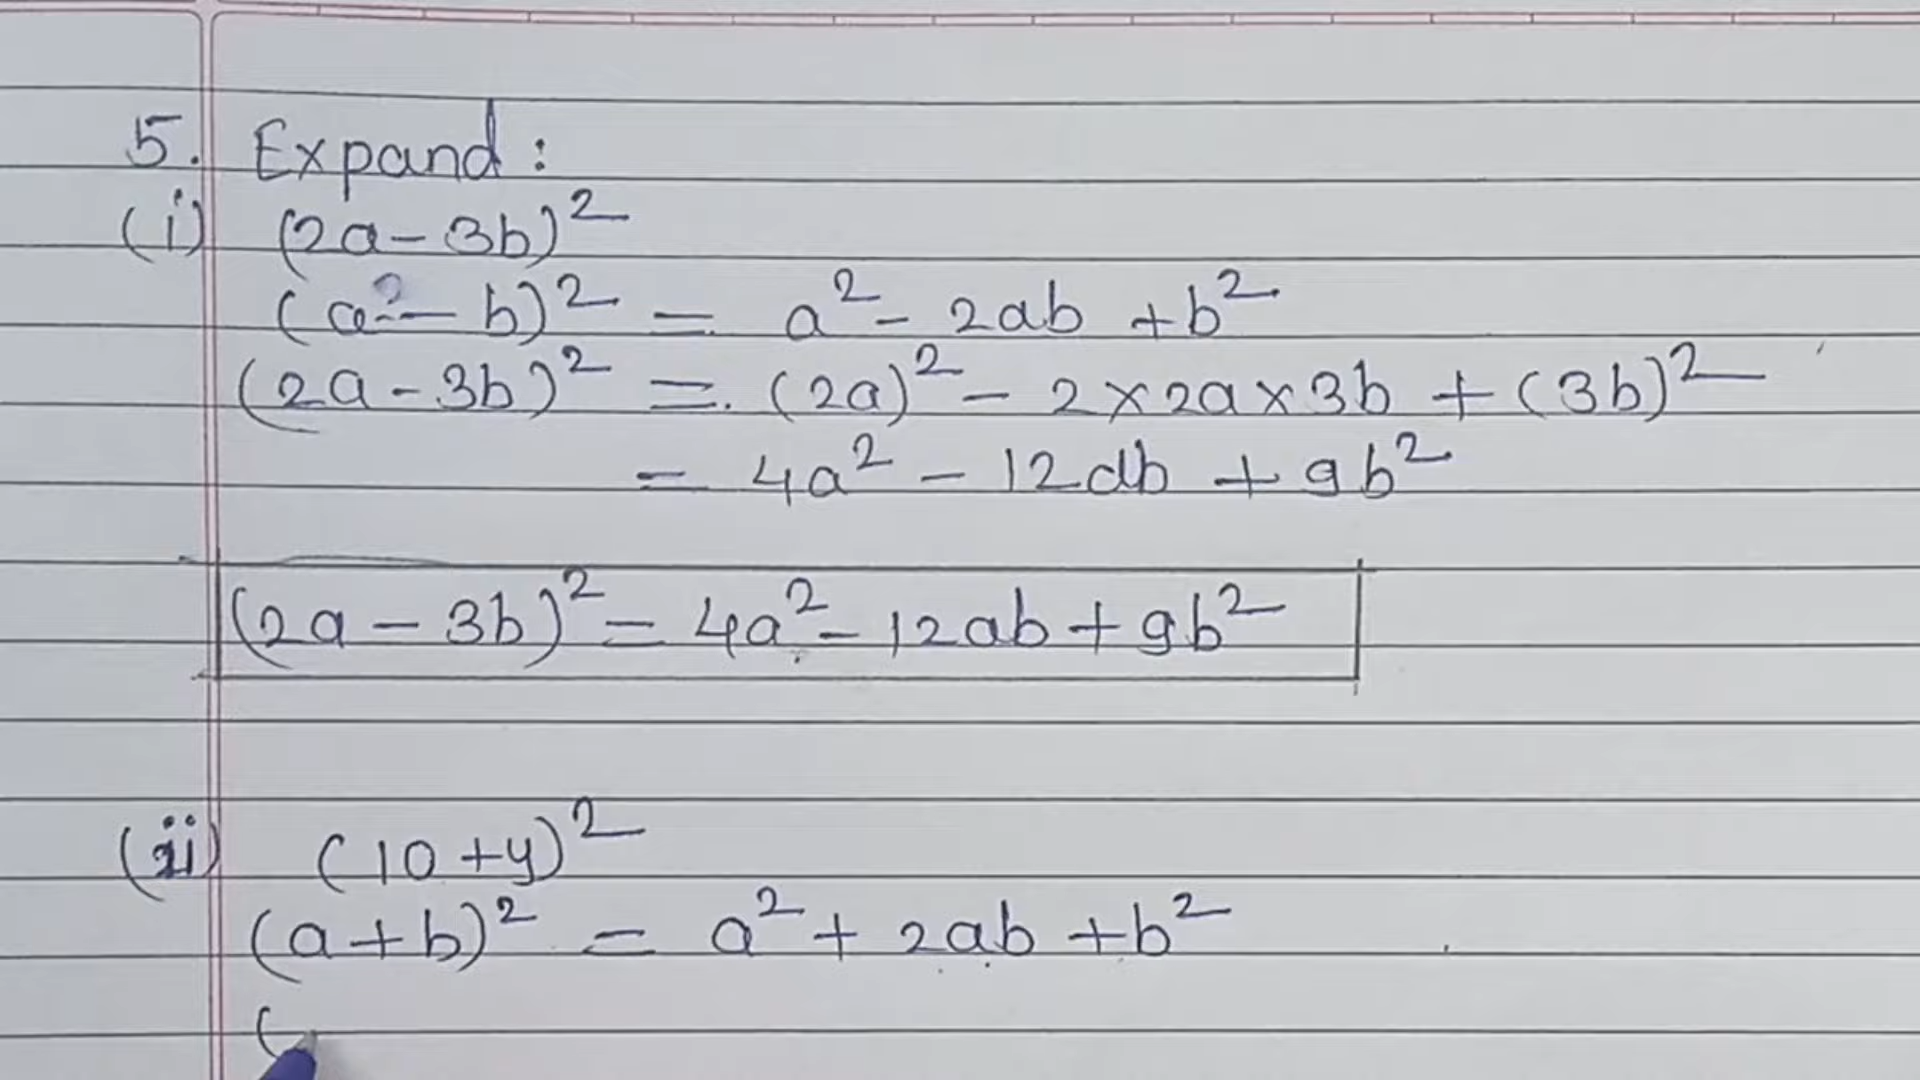 5. Expand :
(i) (2a - 3b)²
(a - b)² = a² - 2ab + b²
(2a - 3b)² = (2a)² - 2 × 2a × 3b + (3b)²
= 4a² - 12ab + 9b²
(2a - 3b)² = 4a² - 12ab + 9b²
(ii) (10 + y)²
(a + b)² = a² + 2ab + b²
(